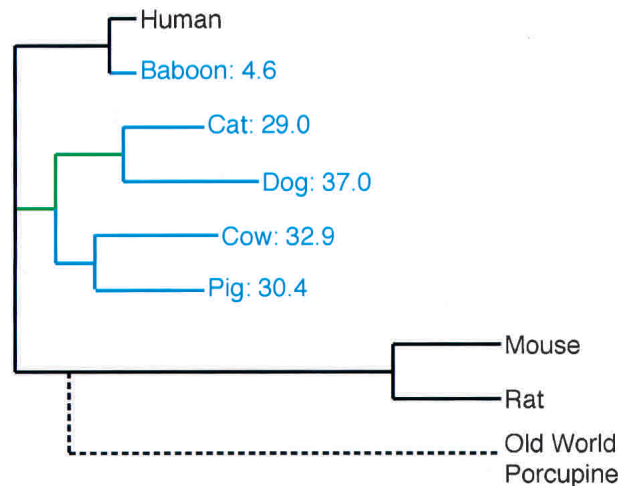 Human
Baboon: 4.6
Cat: 29.0
Dog: 37.0
Cow: 32.9
Pig: 30.4
Mouse
Rat
Old World
Porcupine